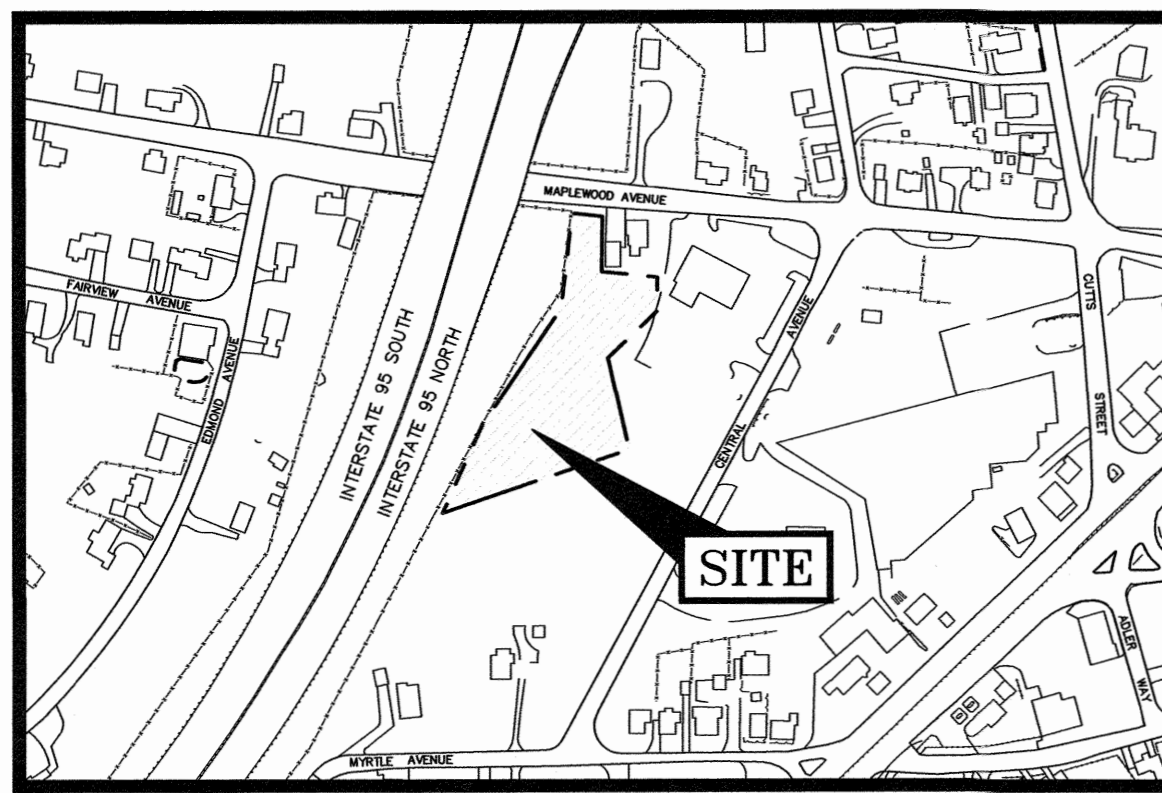 MAPLEWOOD AVENUE
FAIRVIEW AVENUE
CUTTS STREET
EDMOND AVENUE
INTERSTATE 95 SOUTH
INTERSTATE 95 NORTH
CENTRAL AVENUE
SITE
ADLER WAY
MYRTLE AVENUE